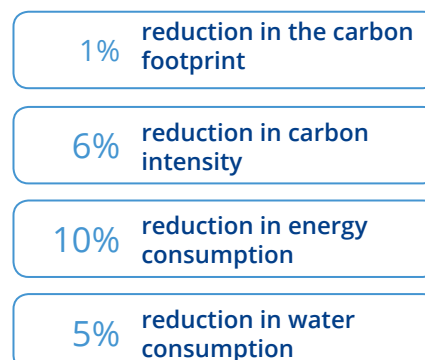 1%
reduction in the carbon
footprint
6%
reduction in carbon
intensity
10%
reduction in energy
consumption
5%
reduction in water
consumption